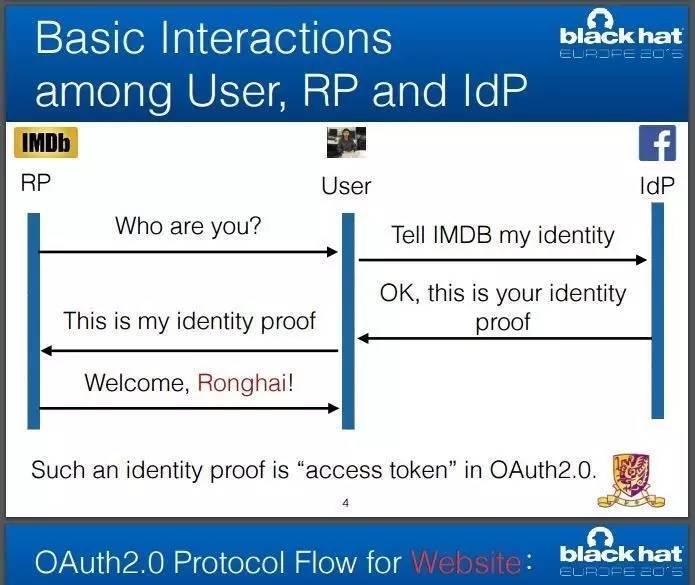 Basic Interactions
among User, RP and IdP
black hat
EUROPE 2015
IMDb
RP
User
IdP
Who are you?
Tell IMDB my identity
OK, this is your identity
proof
This is my identity proof
Welcome, Ronghai!
Such an identity proof is “access token” in OAuth2.0.
4
OAuth2.0 Protocol Flow for Website:
black hat
EUROPE 2015